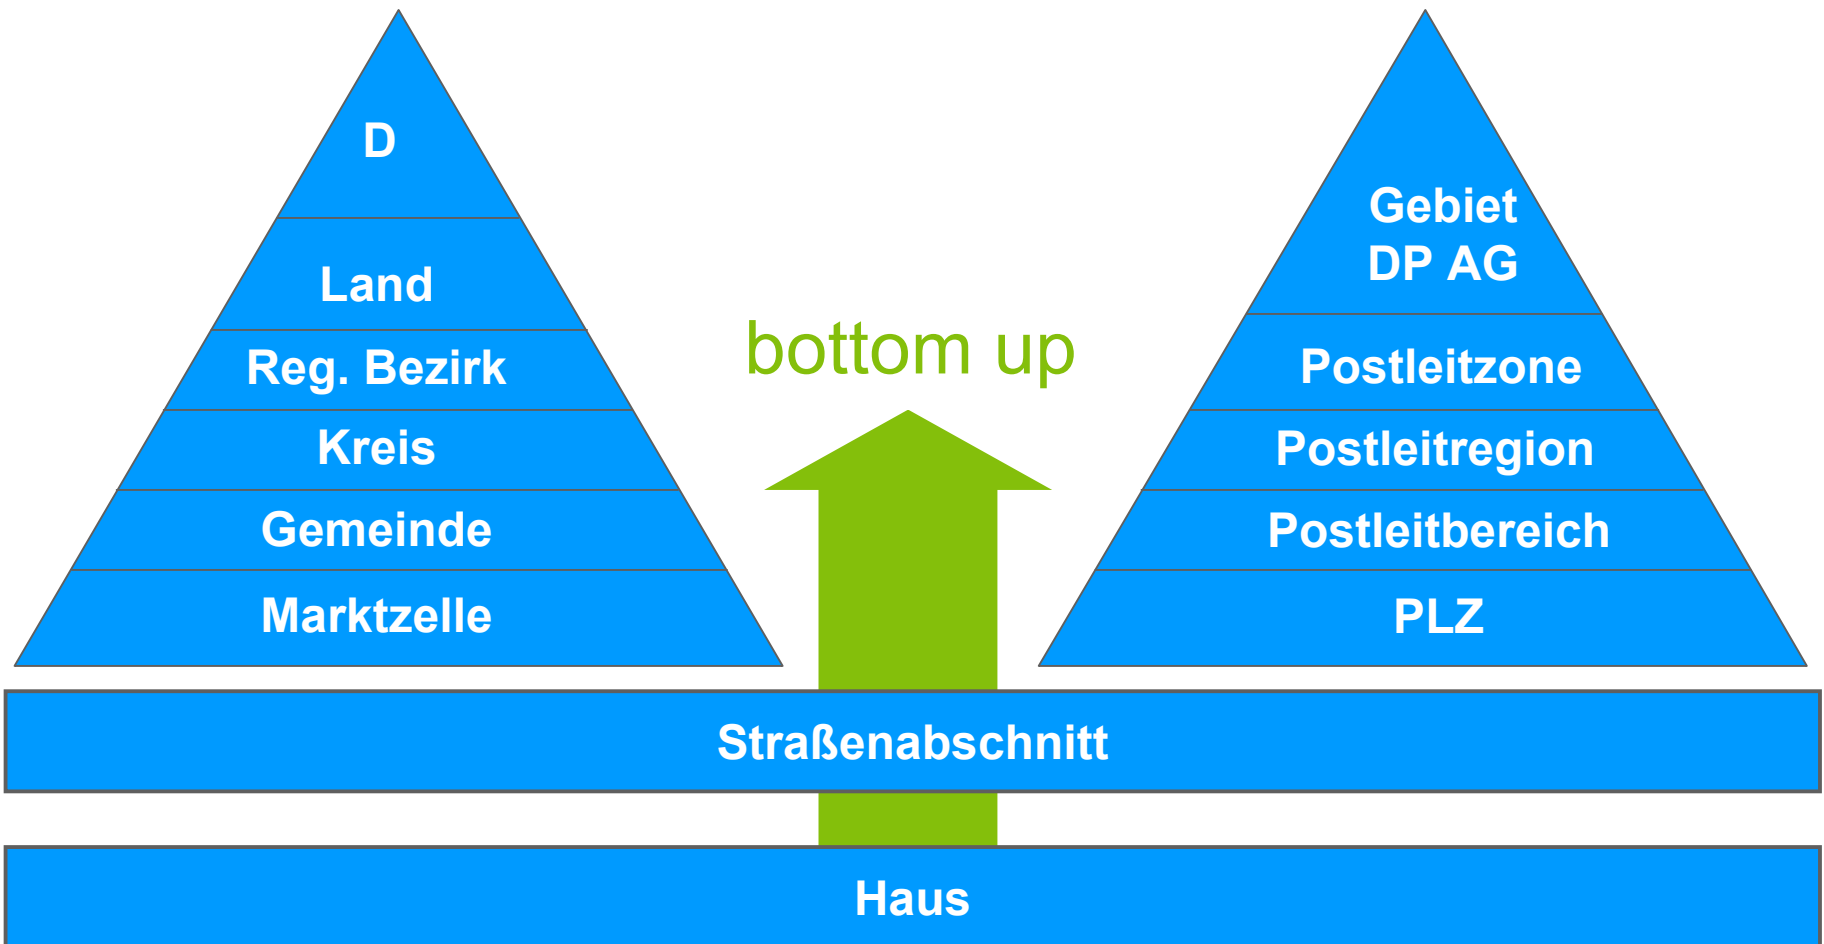 D
Land
Reg. Bezirk
Kreis
Gemeinde
Marktzelle
bottom up
Gebiet
DP AG
Postleitzone
Postleitregion
Postleitbereich
PLZ
Straßenabschnitt
Haus